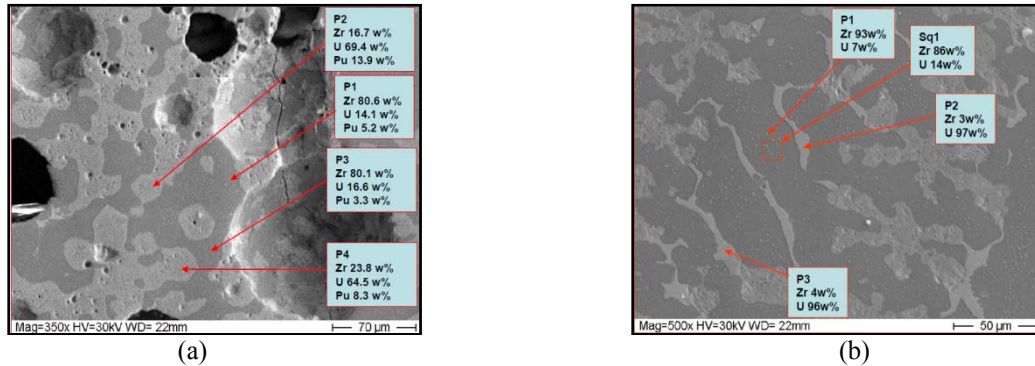 P2
Zr 16.7 w%
U 69.4 w%
Pu 13.9 w%
P1
Zr 80.6 w%
U 14.1 w%
Pu 5.2 w%
P3
Zr 80.1 w%
U 16.6 w%
Pu 3.3 w%
P4
Zr 23.8 w%
U 64.5 w%
Pu 8.3 w%
Mag=350x HV=30kV WD= 22mm 70 µm
(a)
P1
Zr 93w%
U 7w%
Sq1
Zr 86w%
U 14w%
P2
Zr 3w%
U 97w%
P3
Zr 4w%
U 96w%
Mag=500x HV=30kV WD= 22mm 50 µm
(b)